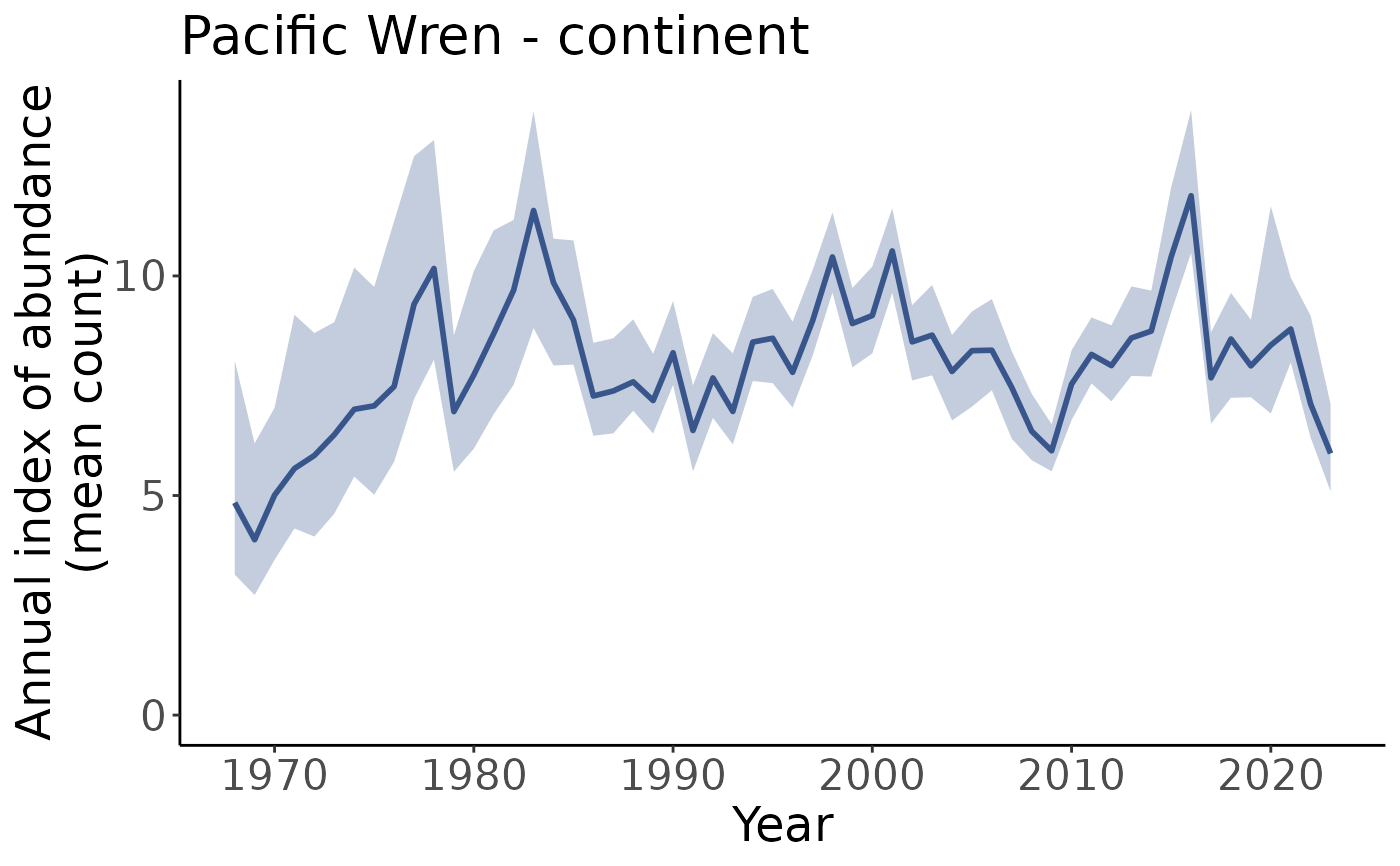 Pacific Wren - continent
Annual index of abundance
(mean count)
10
5
0
1970 1980 1990 2000 2010 2020
Year